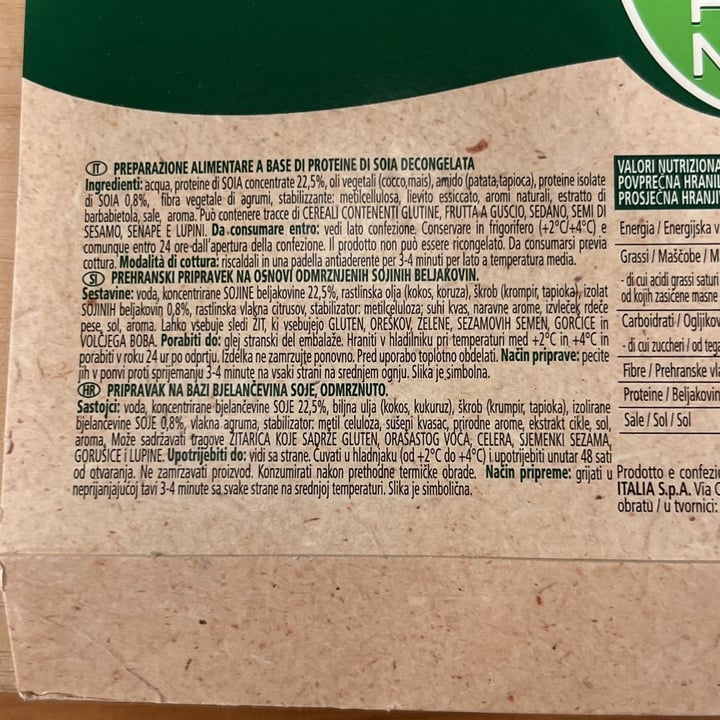 N
IT PREPARAZIONE ALIMENTARE A BASE DI PROTEINE DI SOIA DECONGELATA
Ingredienti: acqua, proteine di SOIA concentrate 22,5%, oli vegetali (cocco,mais), amido (patata,tapioca), proteine isolate
di SOIA 0,8%, fibra vegetale di agrumi, stabilizzante: metilcellulosa, lievito essiccato, aromi naturali, estratto di
barbabietola, sale, aroma. Può contenere tracce di CEREALI CONTENENTI GLUTINE, FRUTTA A GUSCIO, SEDANO, SEMI DI
SESAMO, SENAPE E LUPINI. Da consumare entro: vedi lato confezione. Conservare in frigorifero (+2°C/+4°C) e
comunque entro 24 ore dall'apertura della confezione. Il prodotto non può essere ricongelato. Da consumarsi previa
cottura. Modalità di cottura: riscaldali in una padella antiaderente per 3-4 minuti per lato a temperatura media.
SI PREHRANSKI PRIPRAVEK NA OSNOVI ODMRZNJENIH SOJINIH BELJAKOVIN.
Sestavine: voda, koncentrirane SOJINE beljakovine 22,5%, rastlinska olja (kokos, koruza), škrob (krompir, tapioka), izolat
SOJINIH beljakovin 0,8%, rastlinska vlakna citrusov, stabilizator: metilceluloza; suhi kvas, naravne arome, izvleček rdeče
pese, sol, aroma. Lahko vsebuje sledi ŽIT, ki vsebujejo GLUTEN, OREŠKOV, ZELENE, SEZAMOVIH SEMEN, GORČICE in
VOLČJEGA BOBA. Porabiti do: glej stranski del embalaže. Hraniti v hladilniku pri temperaturi med +2°C in +4°C in
porabiti v roku 24 ur po odprtju. Izdelka ne zamrzujte ponovno. Pred uporabo toplotno obdelati. Način priprave: pecite
jih v ponvi proti sprijemanju 3-4 minute na vsaki strani na srednjem ognju. Slika je simbolna.
HR PRIPRAVAK NA BAZI BJELANČEVINA SOJE, ODMRZNUTO.
Sastojci: voda, koncentrirane bjelančevine SOJE 22,5%, biljna ulja (kokos, kukuruz), škrob (krumpir, tapioka), izolirane
bjelančevine SOJE 0,8%, vlakna agruma, stabilizator: metil celuloza, sušeni kvasac, prirodne arome, ekstrakt cikle, sol,
aroma, Može sadržavati tragove ŽITARICA KOJE SADRŽE GLUTEN, ORAŠASTOG VOĆA, CELERA, SJEMENKI SEZAMA,
GORUŠICE i LUPINE. Upotrijebiti do: vidi sa strane. Čuvati u hladnjaku (od +2°C do +4°C) i upotrijebiti unutar 48 sati
od otvaranja. Ne zamrzavati proizvod. Konzumirati nakon prethodne termičke obrade. Način pripreme: grijati u
neprijanjajućoj tavi 3-4 minute sa svake strane na srednjoj temperaturi. Slika je simbolična.
VALORI NUTRIZIONA
POVPREČNA HRANIL
PROSJEČNA HRANJIV
Energia / Energijska v
Grassi / Maščobe / M
- di cui acidi grassi saturi
od kojih zasićene masne
Carboidrati / Ogljikov
- di cui zuccheri / od tega
Fibre / Prehranske vla
Proteine / Beljakovin
Sale / Sol / Sol
Prodotto e confezio
ITALIA S.p.A. Via C
obratu / u tvornici: